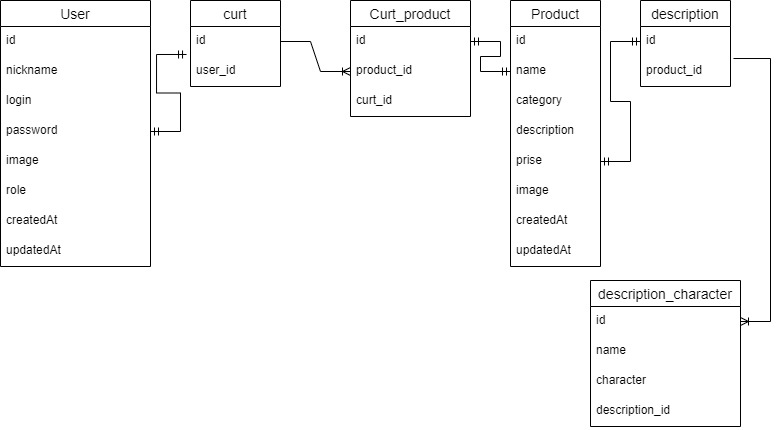 User
id
nickname
login
password
image
role
createdAt
updatedAt
curt
id
user_id
Curt_product
id
product_id
curt_id
Product
id
name
category
description
prise
image
createdAt
updatedAt
description
id
product_id
description_character
id
name
character
description_id